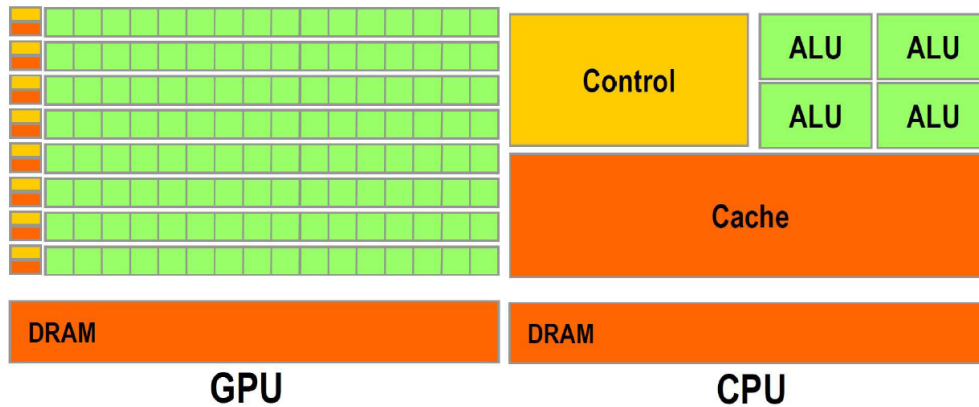 ALU ALU
Control
ALU ALU
Cache
DRAM DRAM
GPU CPU